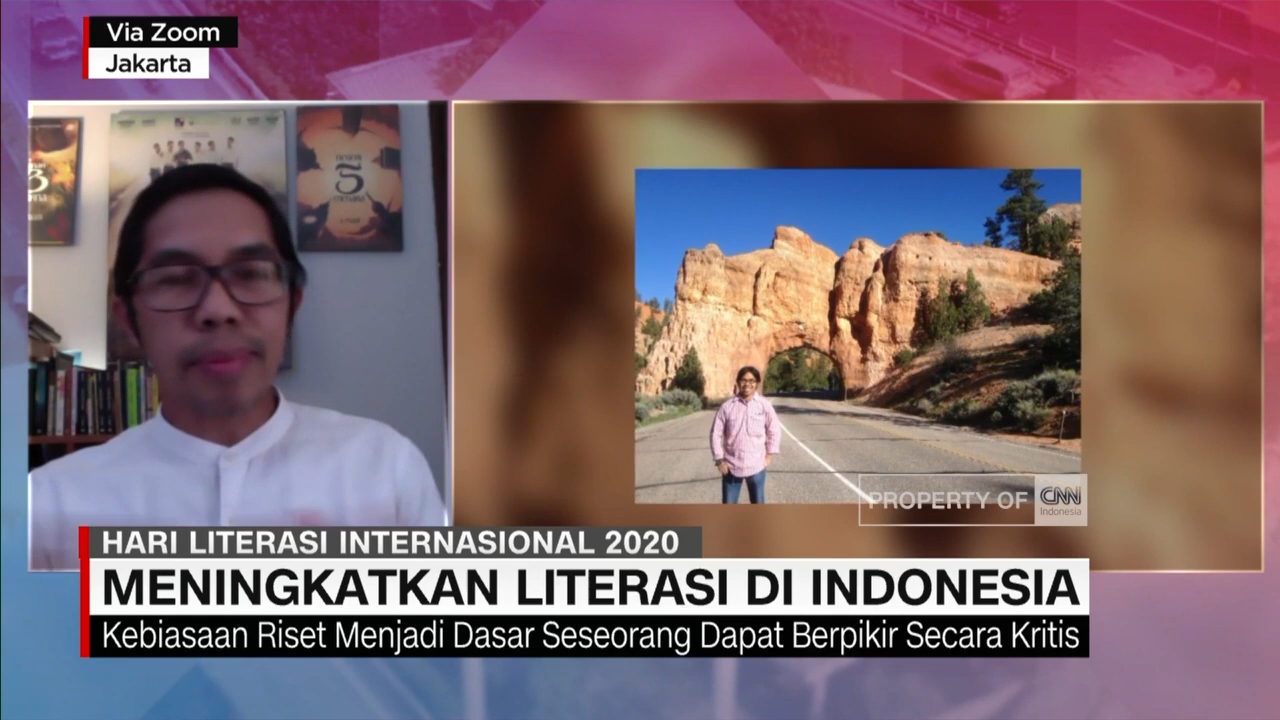 Via Zoom
Jakarta
5
PROPERTY OF CNN
Indonesia
HARI LITERASI INTERNASIONAL 2020
MENINGKATKAN LITERASI DI INDONESIA
Kebiasaan Riset Menjadi Dasar Seseorang Dapat Berpikir Secara Kritis